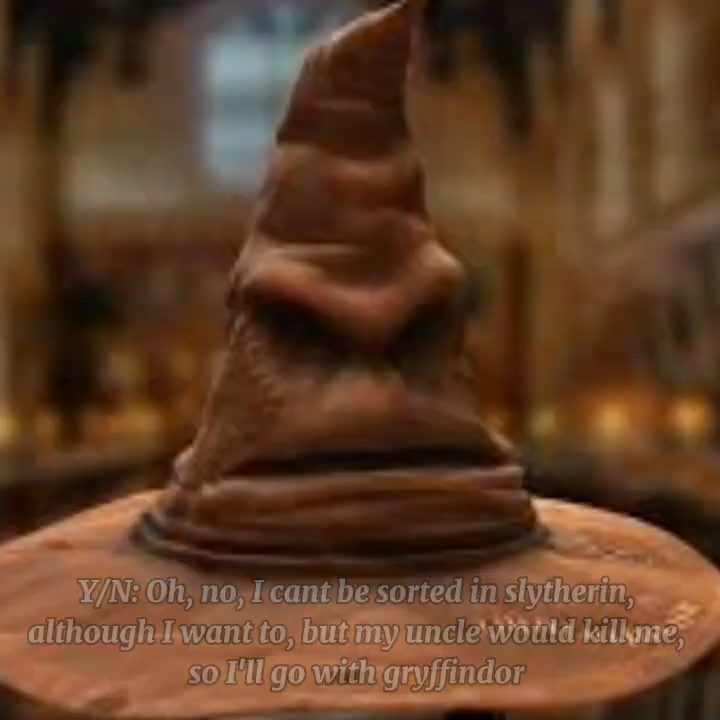 Y/N: Oh, no, I cant be sorted in slytherin,
although I want to, but my uncle would kill me,
so I'll go with gryffindor